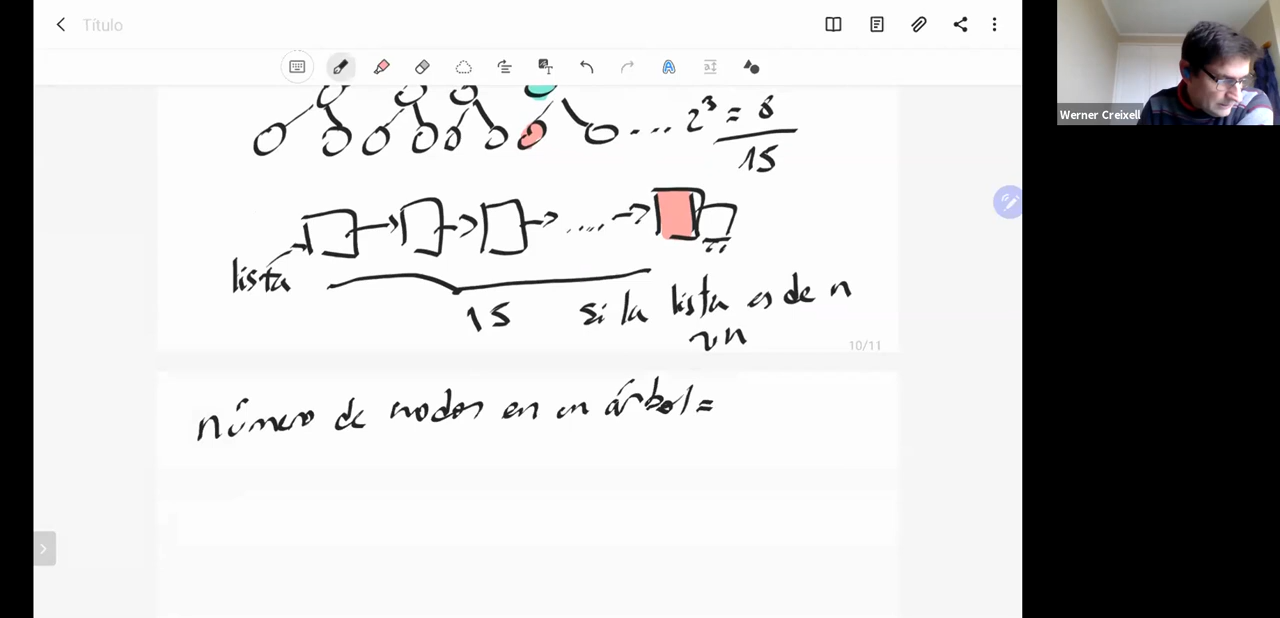 Título
... 2³ = 8
15
lista
15
si la lista es de n
~n
10/11
número de nodos en un árbol =
Werner Creixell